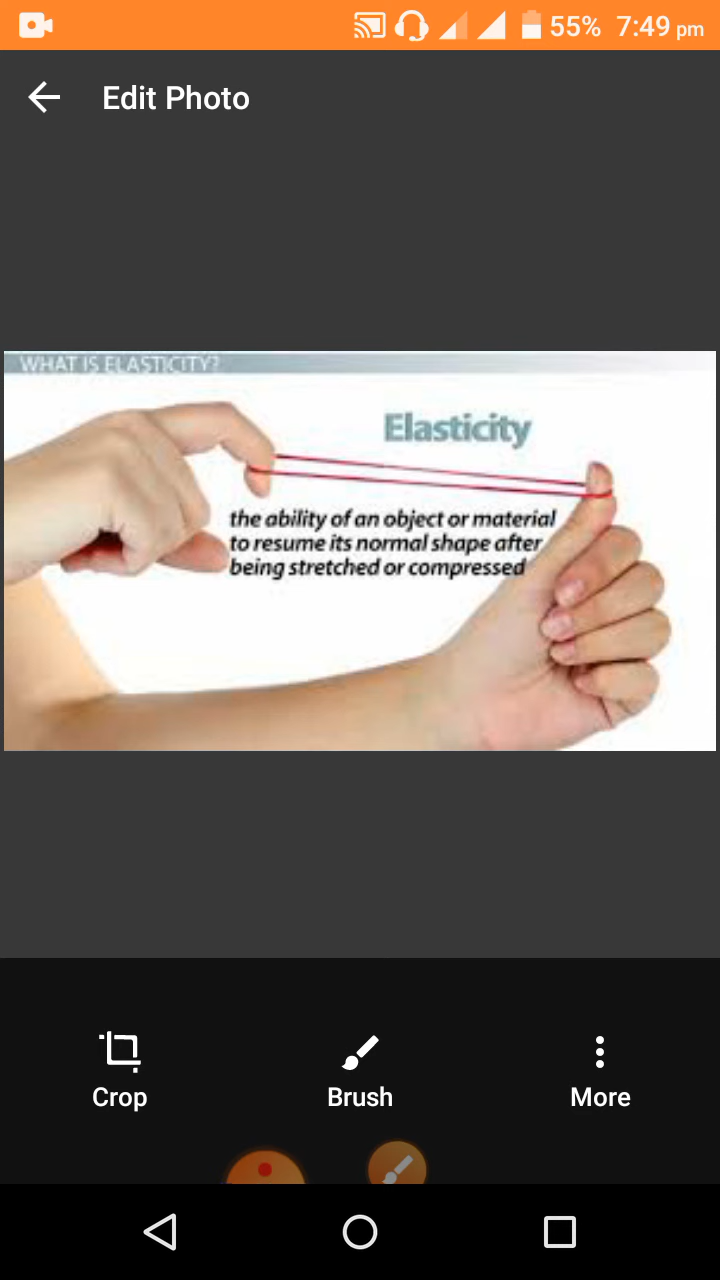 55% 7:49 pm
Edit Photo
WHAT IS ELASTICITY?
Elasticity
the ability of an object or material
to resume its normal shape after
being stretched or compressed
Crop Brush More